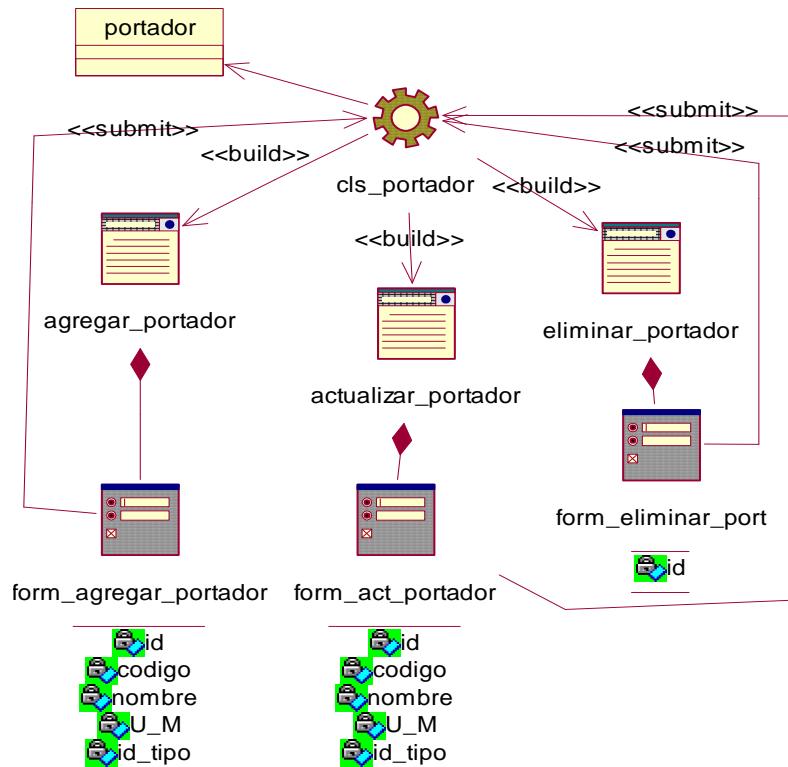 portador
<<submit>>
<<submit>>
<<submit>>
<<build>>
cls_portador
<<build>>
<<build>>
agregar_portador
eliminar_portador
actualizar_portador
form_eliminar_port
id
form_agregar_portador
form_act_portador
id
codigo
nombre
U_M
id_tipo
id
codigo
nombre
U_M
id_tipo